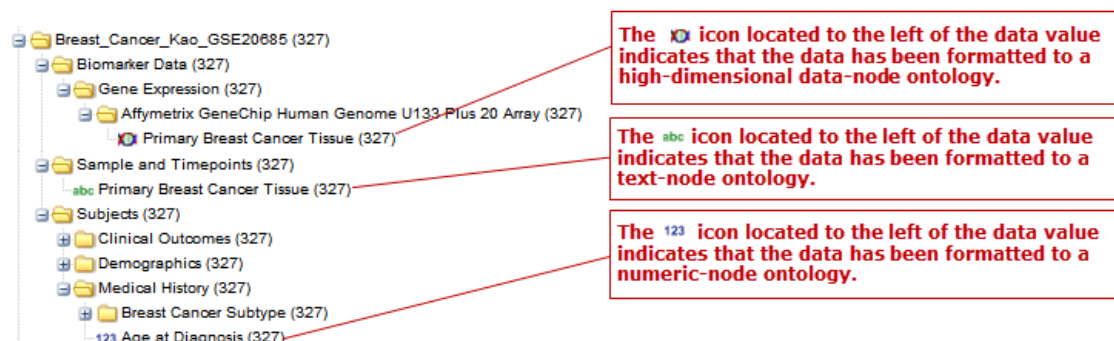 Breast_Cancer_Kao_GSE20685 (327)
Biomarker Data (327)
Gene Expression (327)
Affymetrix GeneChip Human Genome U133 Plus 20 Array (327)
Primary Breast Cancer Tissue (327)
Sample and Timepoints (327)
abc Primary Breast Cancer Tissue (327)
Subjects (327)
Clinical Outcomes (327)
Demographics (327)
Medical History (327)
Breast Cancer Subtype (327)
123 Age at Diagnosis (327)
The icon located to the left of the data value
indicates that the data has been formatted to a
high-dimensional data-node ontology.
The abc icon located to the left of the data value
indicates that the data has been formatted to a
text-node ontology.
The 123 icon located to the left of the data value
indicates that the data has been formatted to a
numeric-node ontology.